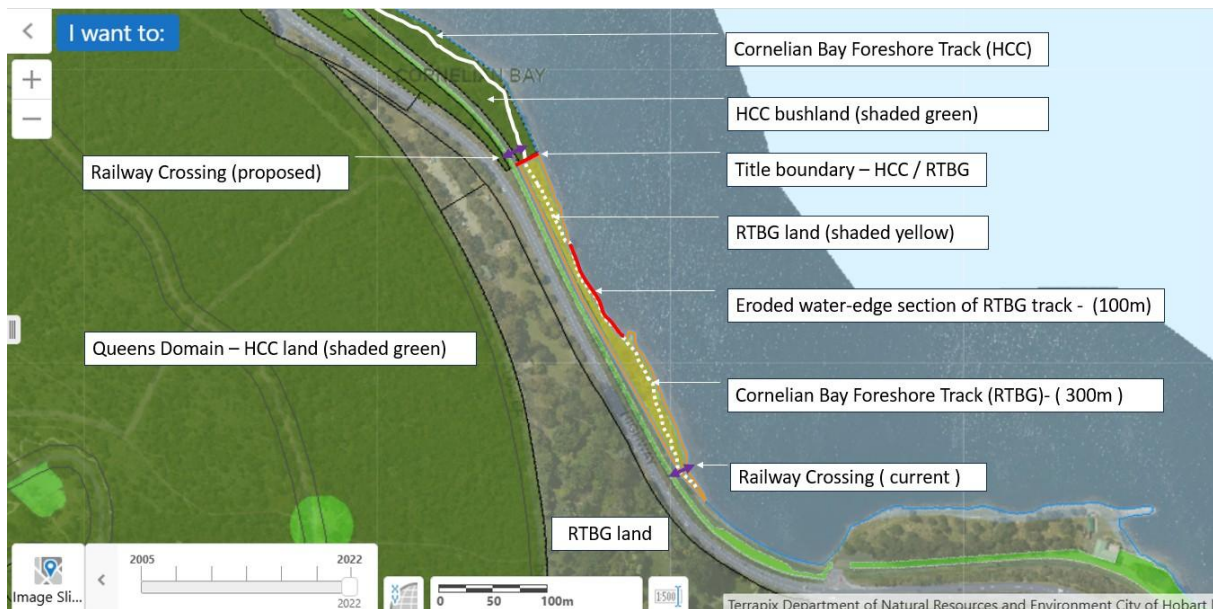 I want to:
Cornelian Bay Foreshore Track (HCC)
CORNELIAN BAY
HCC bushland (shaded green)
Railway Crossing (proposed)
Title boundary – HCC / RTBG
RTBG land (shaded yellow)
Eroded water-edge section of RTBG track - (100m)
Queens Domain – HCC land (shaded green)
Cornelian Bay Foreshore Track (RTBG)- ( 300m )
HIGHWAY
Railway Crossing ( current )
RTBG land
2005
2022
2022
Image Sli...
X Y
0 50 100m
1500
Terrapix Department of Natural Resources and Environment City of Hobart